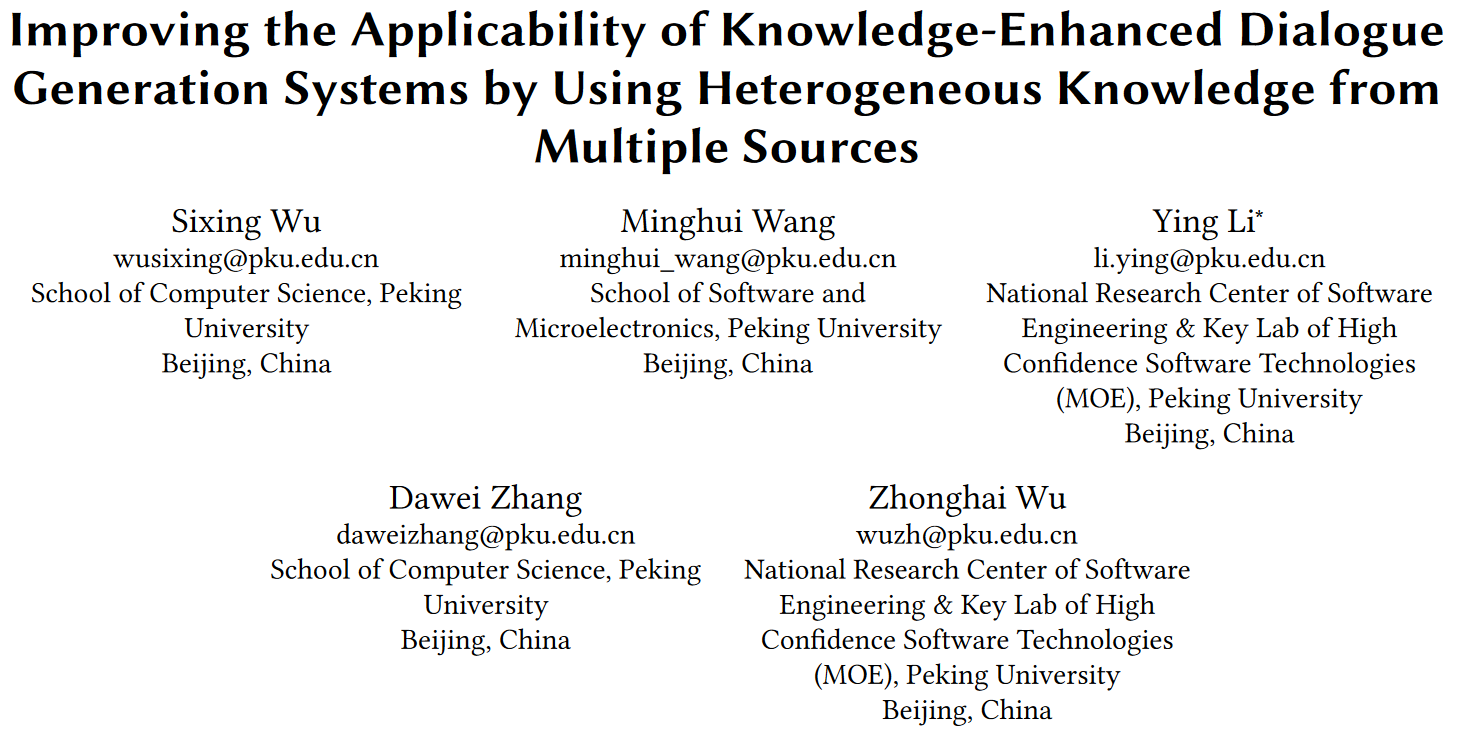 Improving the Applicability of Knowledge-Enhanced Dialogue
Generation Systems by Using Heterogeneous Knowledge from
Multiple Sources
Sixing Wu
wusixing@pku.edu.cn
School of Computer Science, Peking
University
Beijing, China
Minghui Wang
minghui_wang@pku.edu.cn
School of Software and
Microelectronics, Peking University
Beijing, China
Ying Li*
li.ying@pku.edu.cn
National Research Center of Software
Engineering & Key Lab of High
Confidence Software Technologies
(MOE), Peking University
Beijing, China
Dawei Zhang
daweizhang@pku.edu.cn
School of Computer Science, Peking
University
Beijing, China
Zhonghai Wu
wuzh@pku.edu.cn
National Research Center of Software
Engineering & Key Lab of High
Confidence Software Technologies
(MOE), Peking University
Beijing, China